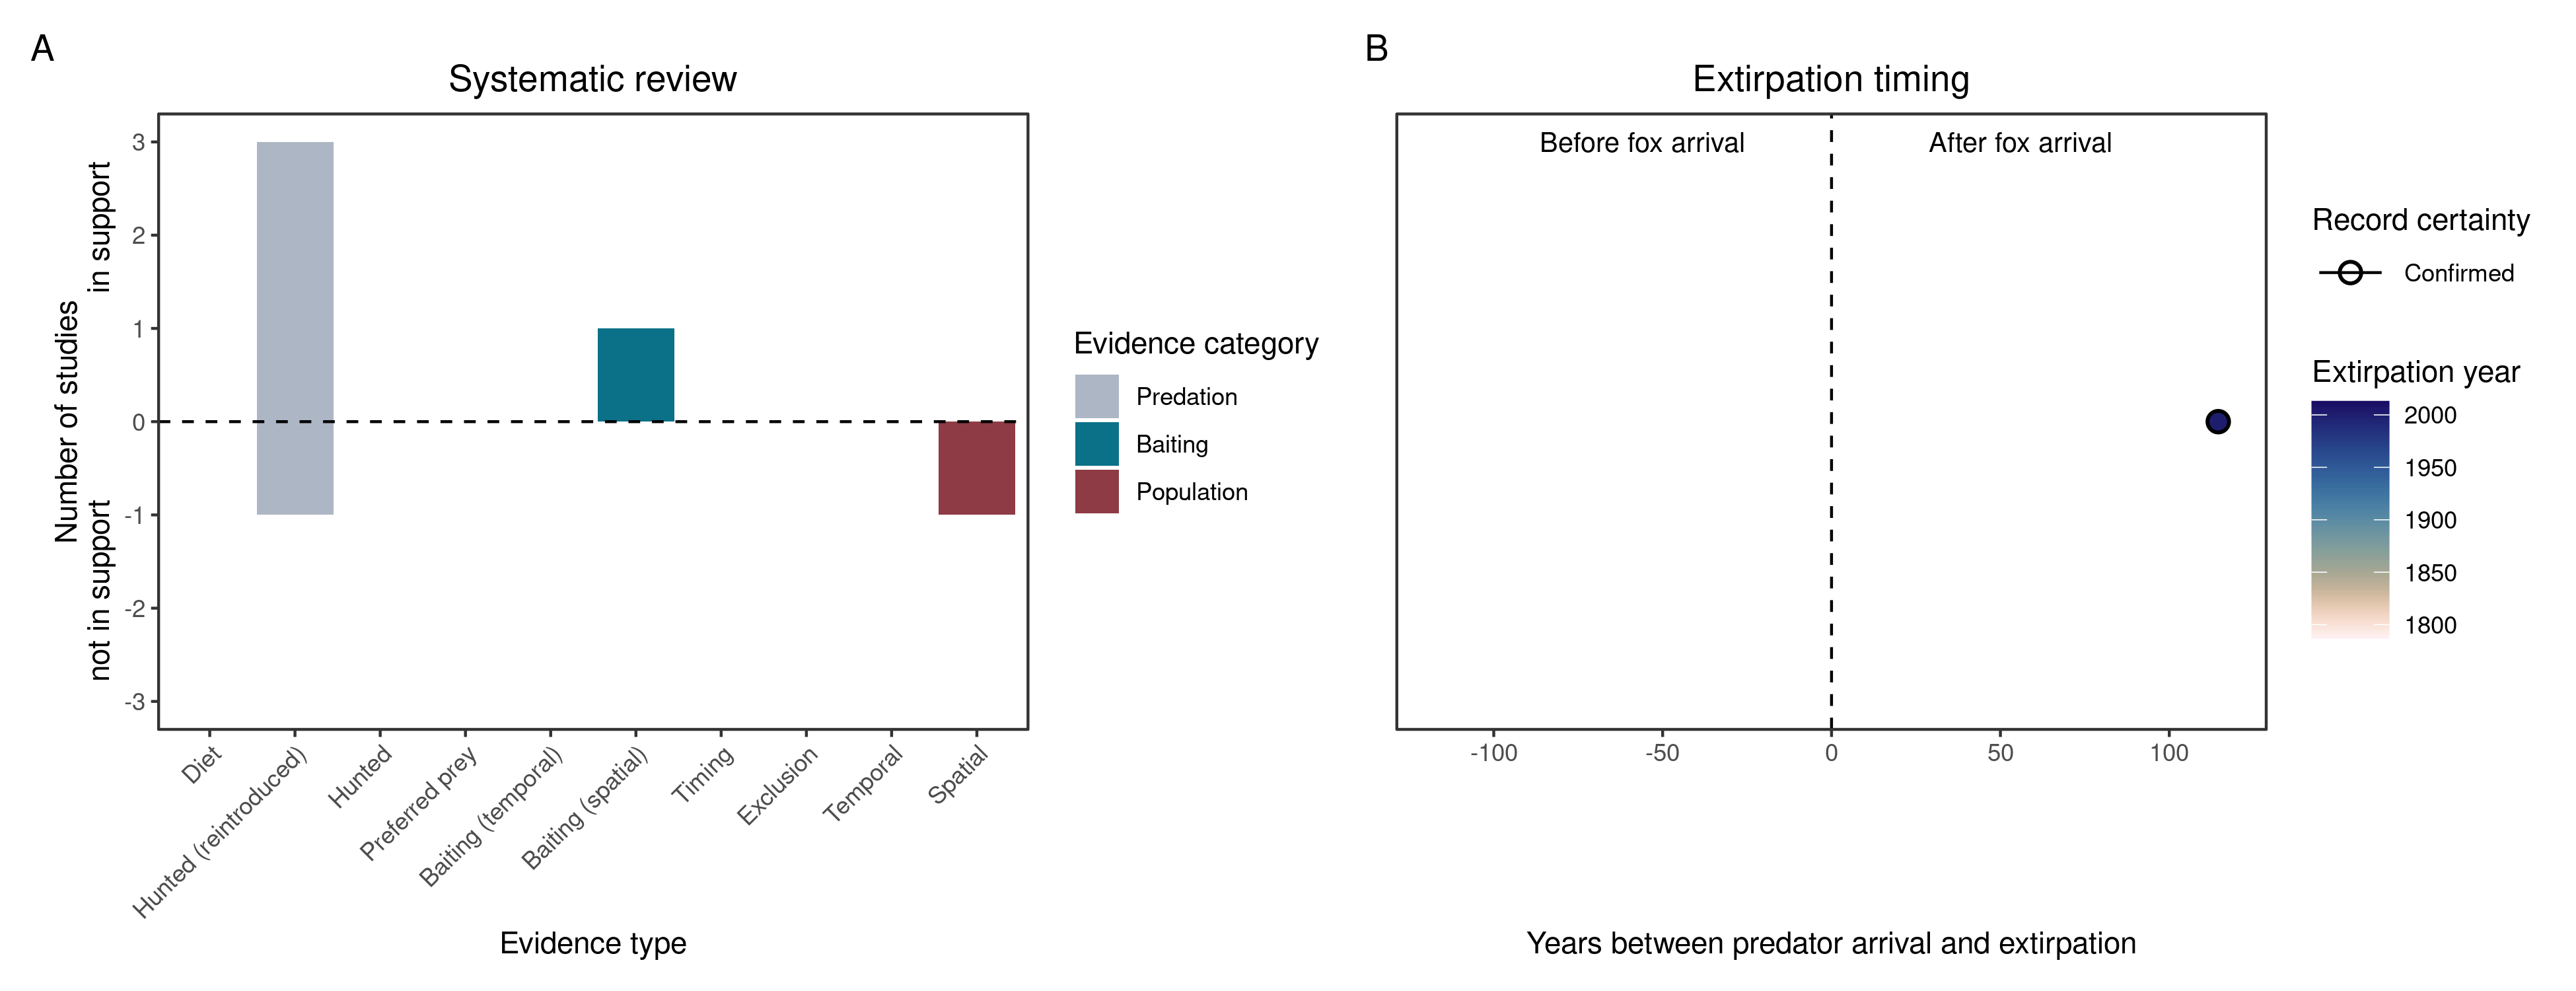 A
Systematic review
Number of studies
in support
not in support
3
2
1
0
-1
-2
-3
Diet
Hunted (reintroduced)
Hunted
Preferred prey
Baiting (temporal)
Baiting (spatial)
Timing
Exclusion
Temporal
Spatial
Evidence type
Evidence category
Predation
Baiting
Population
B
Extirpation timing
Before fox arrival
After fox arrival
-100
-50
0
50
100
Years between predator arrival and extirpation
Record certainty
Confirmed
Extirpation year
2000
1950
1900
1850
1800